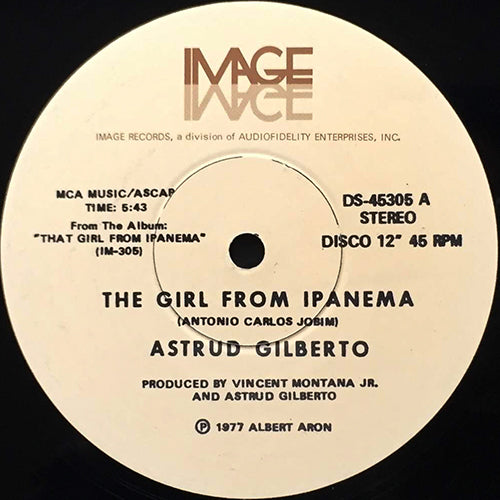 IMAGE
IMAGE RECORDS, a division of AUDIOFIDELITY ENTERPRISES, INC.
MCA MUSIC/ASCAP
TIME: 5:43
From The Album:
"THAT GIRL FROM IPANEMA"
(IM-305)
DS-45305 A
STEREO
DISCO 12" 45 RPM
THE GIRL FROM IPANEMA
(ANTONIO CARLOS JOBIM)
ASTRUD GILBERTO
PRODUCED BY VINCENT MONTANA JR.
AND ASTRUD GILBERTO
℗ 1977 ALBERT ARON